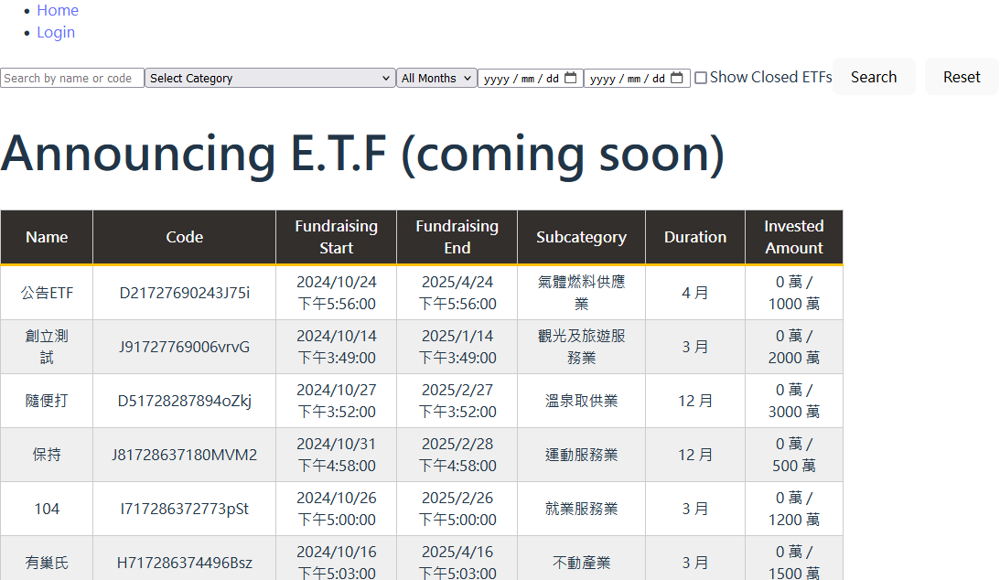 Home
Login
Search by name or code Select Category All Months yyyy / mm / dd yyyy / mm / dd Show Closed ETFs Search Reset
Announcing E.T.F (coming soon)
Name Code Fundraising Start Fundraising End Subcategory Duration Invested Amount
公告ETF D21727690243J75i 2024/10/24 下午5:56:00 2025/4/24 下午5:56:00 氣體燃料供應業 4 月 0 萬 / 1000 萬
創立測試 J91727769006vrvG 2024/10/14 下午3:49:00 2025/1/14 下午3:49:00 觀光及旅遊服務業 3 月 0 萬 / 2000 萬
隨便打 D51728287894oZkj 2024/10/27 下午3:52:00 2025/2/27 下午3:52:00 溫泉取供業 12 月 0 萬 / 3000 萬
保持 J81728637180MVM2 2024/10/31 下午4:58:00 2025/2/28 下午4:58:00 運動服務業 12 月 0 萬 / 500 萬
104 I717286372773pSt 2024/10/26 下午5:00:00 2025/2/26 下午5:00:00 就業服務業 3 月 0 萬 / 1200 萬
有巢氏 H717286374496Bsz 2024/10/16 下午5:03:00 2025/4/16 下午5:03:00 不動產業 3 月 0 萬 / 1500 萬